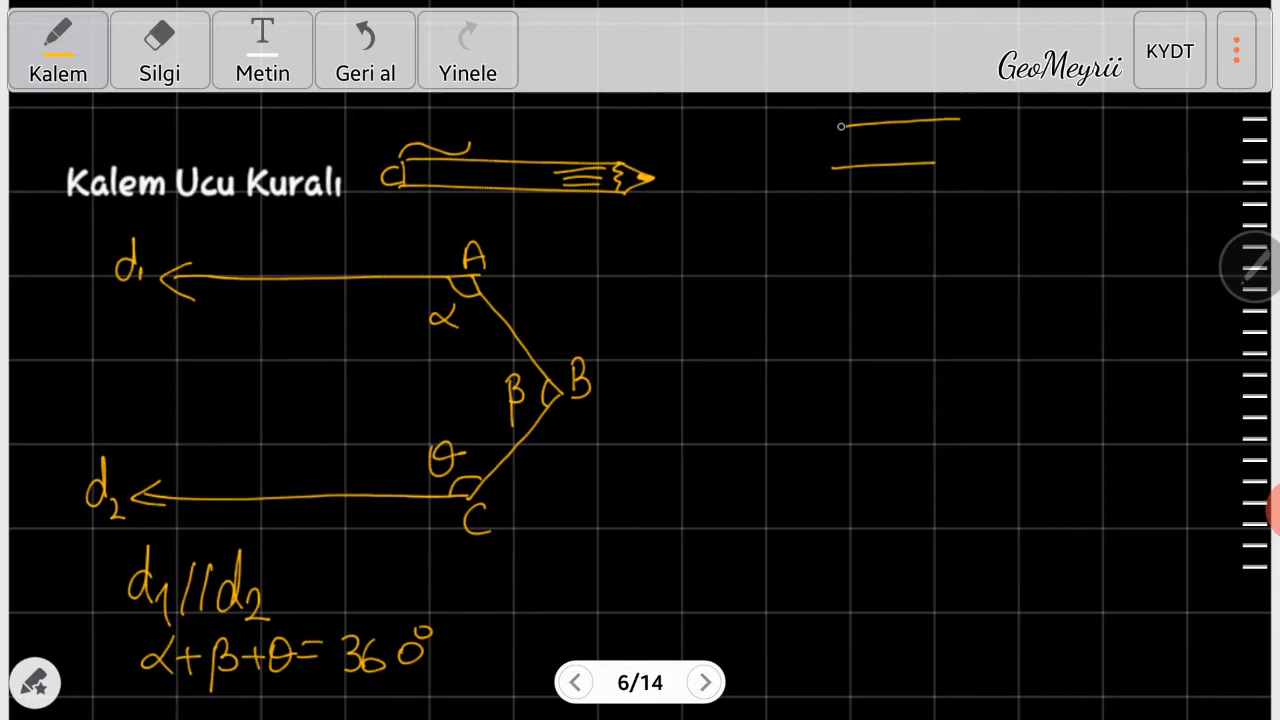 Kalem
Silgi
Metin
Geri al
Yinele
GeoMeyrii
KYDT
Kalem Ucu Kuralı
d₁
A
α
β
B
θ
d₂
C
d₁//d₂
α+β+θ=360°
6/14